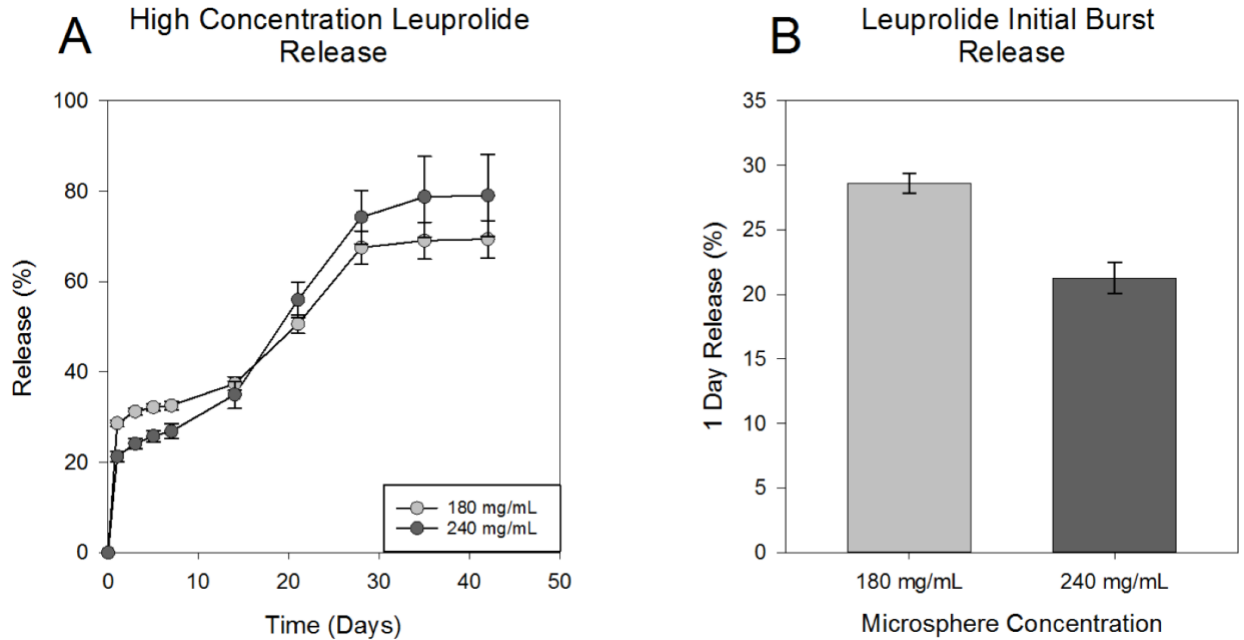 A
High Concentration Leuprolide
Release
100
80
60
40
20
0
Release (%)
180 mg/mL
240 mg/mL
0 10 20 30 40 50
Time (Days)
B
Leuprolide Initial Burst
Release
35
30
25
20
15
10
5
0
1 Day Release (%)
180 mg/mL 240 mg/mL
Microsphere Concentration